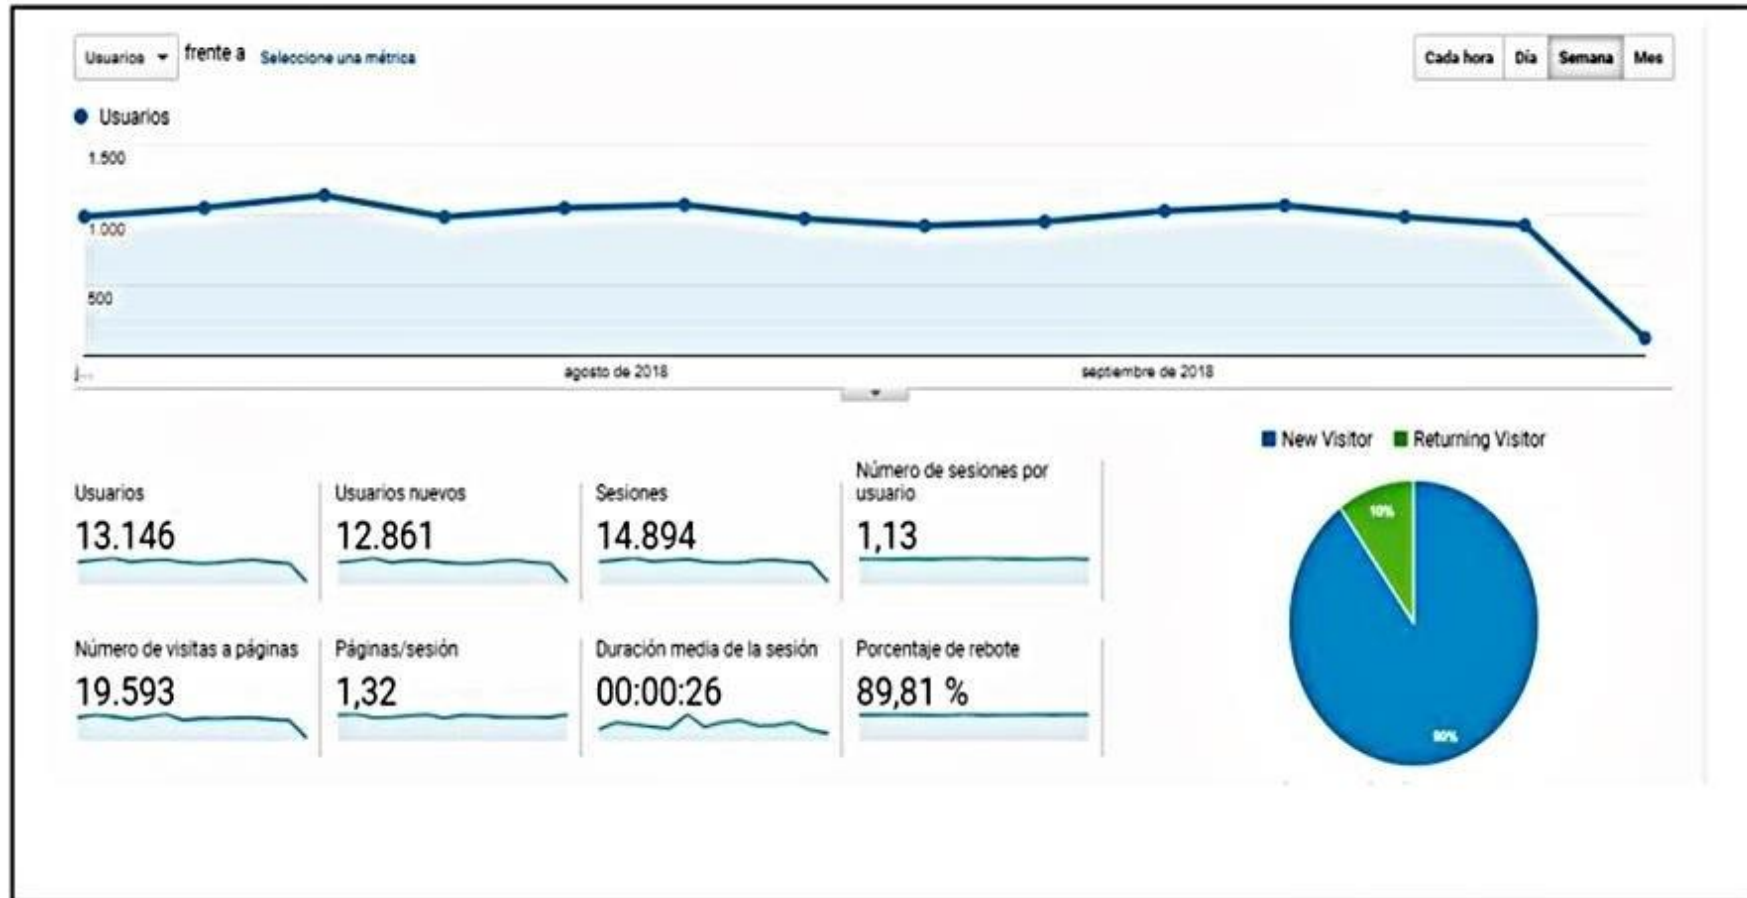 Usuarios frente a Seleccione una métrica
Cada hora Día Semana Mes
Usuarios
1.500
1.000
500
j...
agosto de 2018
septiembre de 2018
New Visitor Returning Visitor
Usuarios
13.146
Usuarios nuevos
12.861
Sesiones
14.894
Número de sesiones por
usuario
1,13
Número de visitas a páginas
19.593
Páginas/sesión
1,32
Duración media de la sesión
00:00:26
Porcentaje de rebote
89,81 %
10%
90%